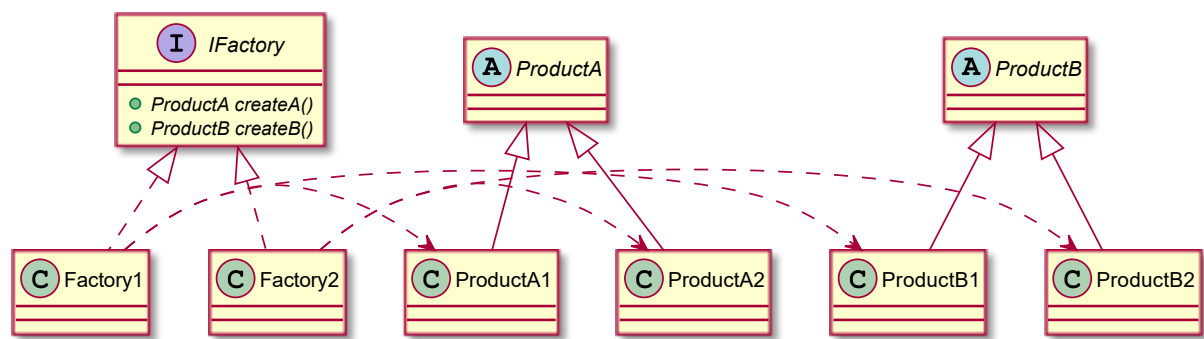 I IFactory
ProductA createA()
ProductB createB()
A ProductA
A ProductB
C Factory1
C Factory2
C ProductA1
C ProductA2
C ProductB1
C ProductB2